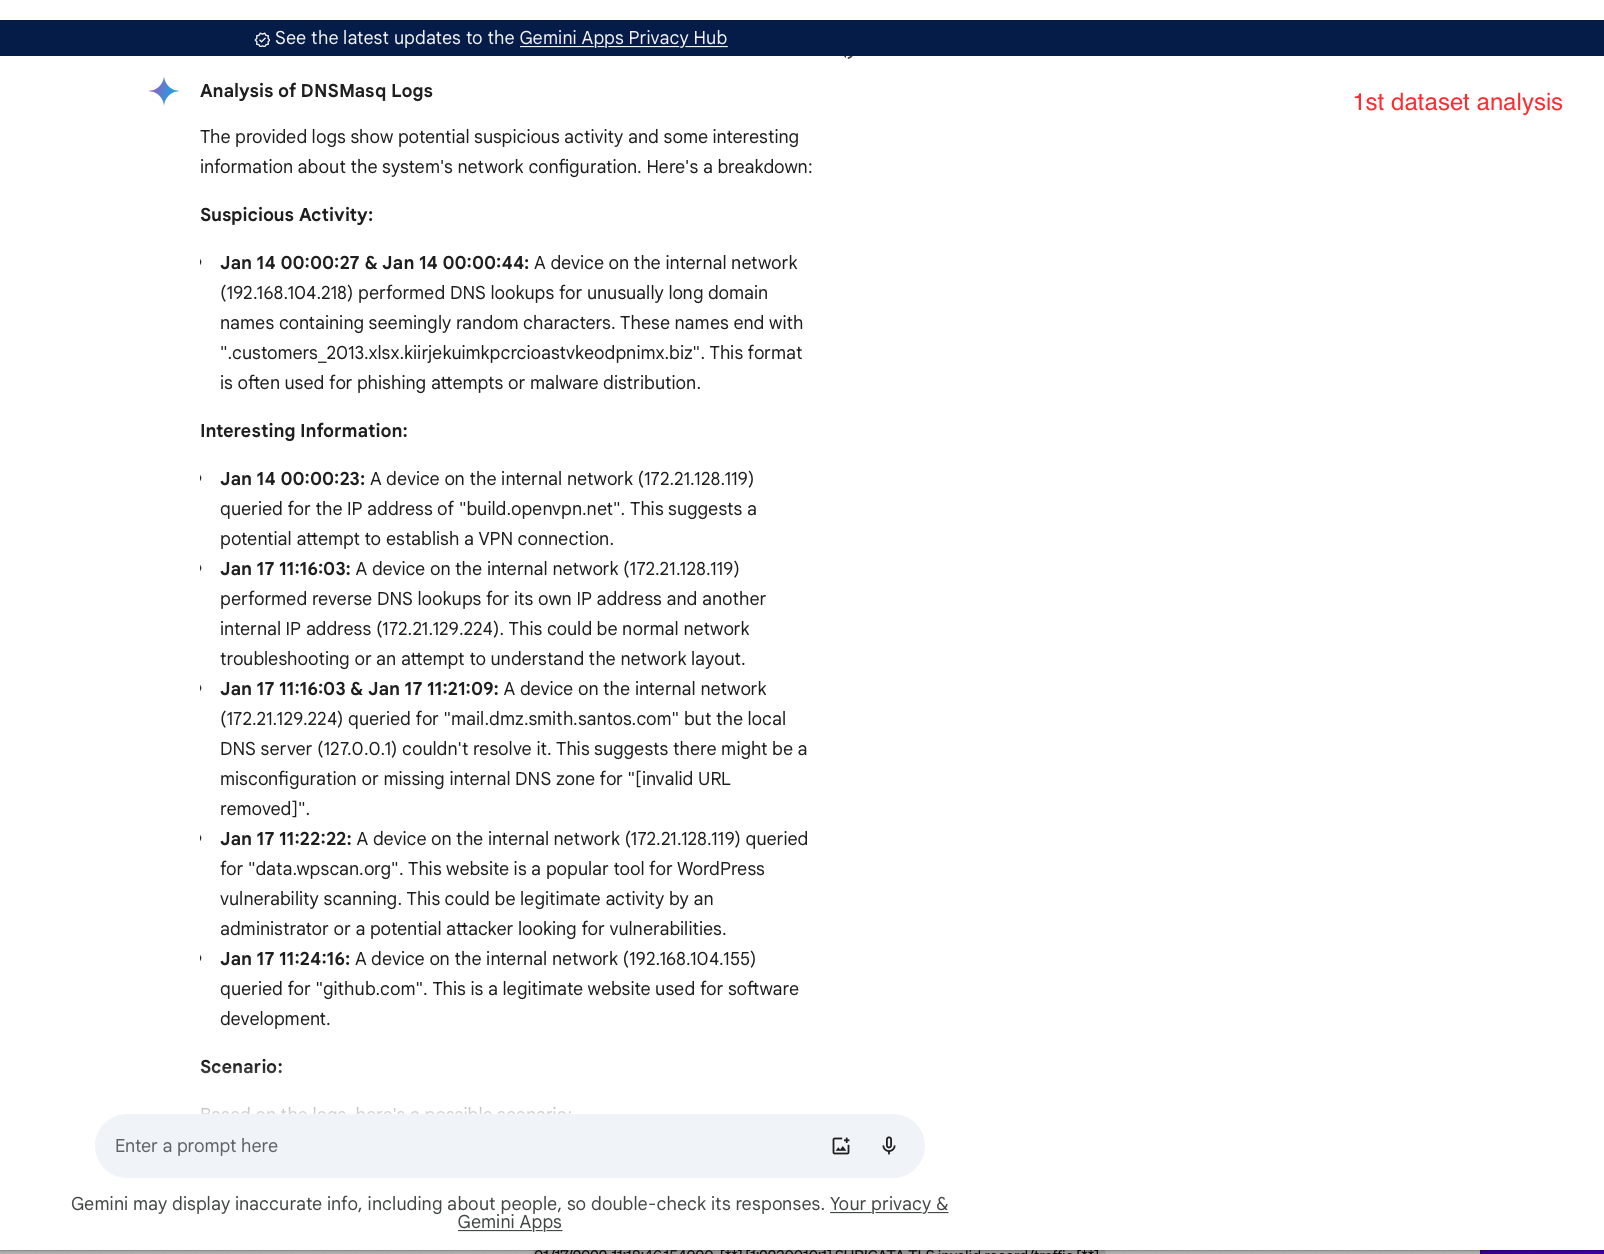 See the latest updates to the Gemini Apps Privacy Hub
Analysis of DNSMasq Logs
1st dataset analysis
The provided logs show potential suspicious activity and some interesting
information about the system's network configuration. Here's a breakdown:
Suspicious Activity:
Jan 14 00:00:27 & Jan 14 00:00:44: A device on the internal network
(192.168.104.218) performed DNS lookups for unusually long domain
names containing seemingly random characters. These names end with
".customers_2013.xlsx.kiirjekuimkpcrcioastvkeodpnimx.biz". This format
is often used for phishing attempts or malware distribution.
Interesting Information:
Jan 14 00:00:23: A device on the internal network (172.21.128.119)
queried for the IP address of "build.openvpn.net". This suggests a
potential attempt to establish a VPN connection.
Jan 17 11:16:03: A device on the internal network (172.21.128.119)
performed reverse DNS lookups for its own IP address and another
internal IP address (172.21.129.224). This could be normal network
troubleshooting or an attempt to understand the network layout.
Jan 17 11:16:03 & Jan 17 11:21:09: A device on the internal network
(172.21.129.224) queried for "mail.dmz.smith.santos.com" but the local
DNS server (127.0.0.1) couldn't resolve it. This suggests there might be a
misconfiguration or missing internal DNS zone for "[invalid URL
removed]".
Jan 17 11:22:22: A device on the internal network (172.21.128.119) queried
for "data.wpscan.org". This website is a popular tool for WordPress
vulnerability scanning. This could be legitimate activity by an
administrator or a potential attacker looking for vulnerabilities.
Jan 17 11:24:16: A device on the internal network (192.168.104.155)
queried for "github.com". This is a legitimate website used for software
development.
Scenario:
Based on the logs, here's a possible scenario:
Enter a prompt here
Gemini may display inaccurate info, including about people, so double-check its responses. Your privacy &
Gemini Apps